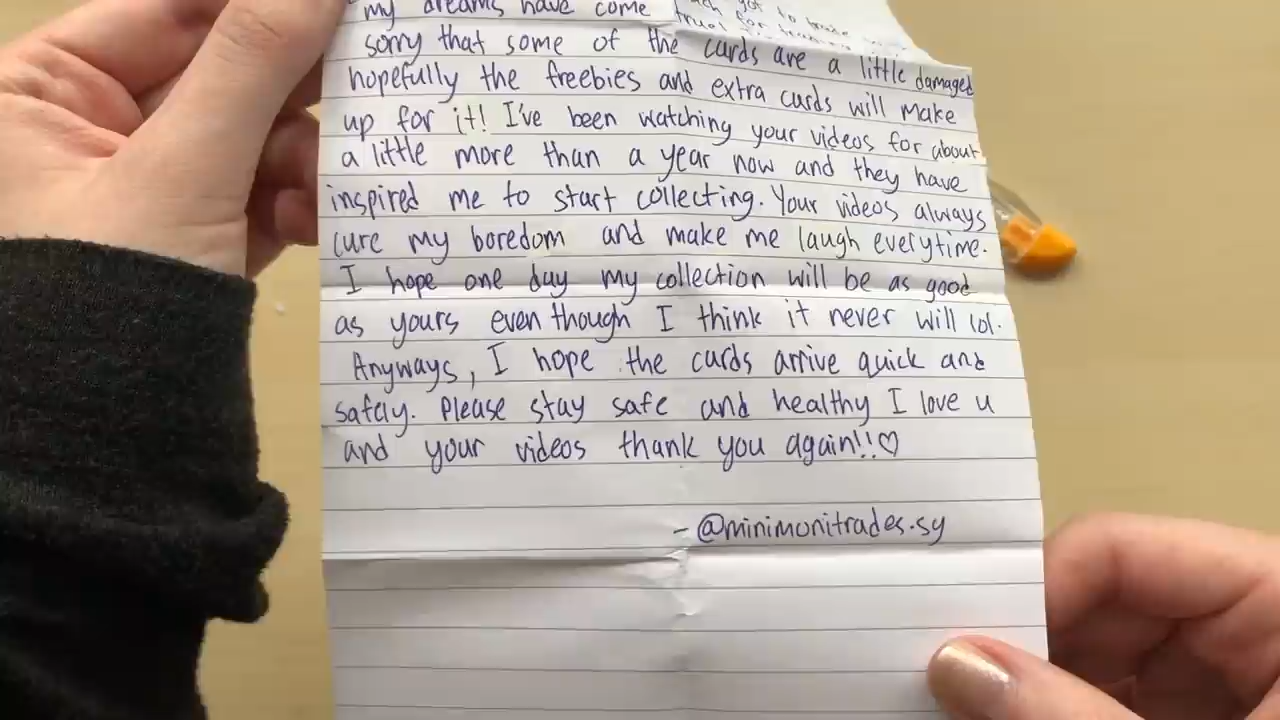 my dreams have come
sorry that some of the cards are a little damaged
hopefully the freebies and extra cards will make
up for it! I've been watching your videos for about
a little more than a year now and they have
inspired me to start collecting. Your videos always
cure my boredom and make me laugh everytime.
I hope one day my collection will be as good
as yours even though I think it never will lol.
Anyways, I hope the cards arrive quick and
safely. Please stay safe and healthy I love u
and your videos thank you again!!♡
- @minimonitrades.sy